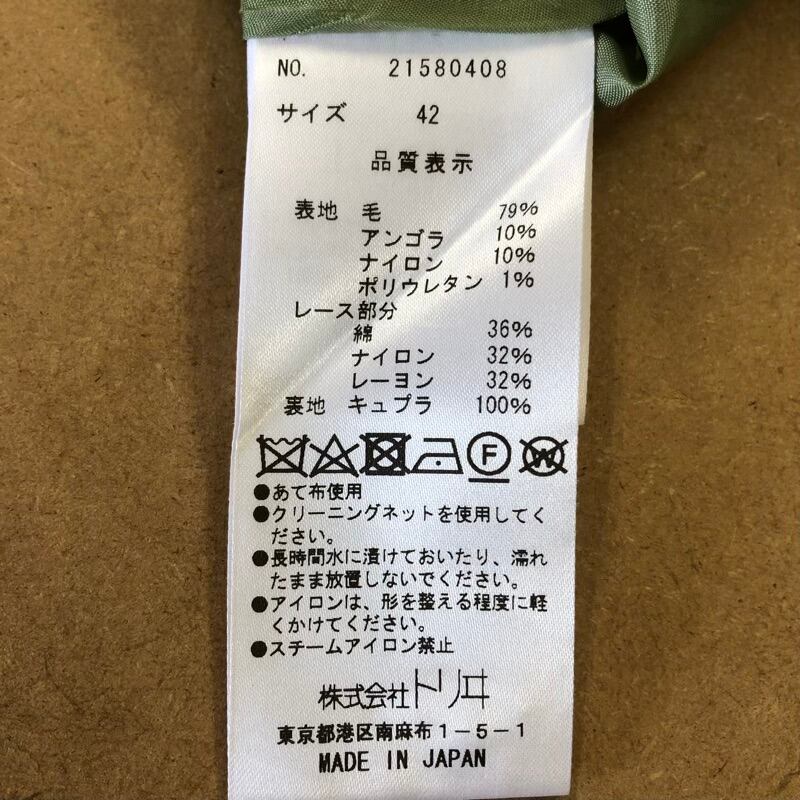 NO. 21580408
サイズ 42
品質表示
表地 毛 79%
アンゴラ 10%
ナイロン 10%
ポリウレタン 1%
レース部分
綿 36%
ナイロン 32%
レーヨン 32%
裏地 キュプラ 100%
F W
●あて布使用
●クリーニングネットを使用してく
ださい。
●長時間水に漬けておいたり、濡れ
たまま放置しないでください。
●アイロンは、形を整える程度に軽
くかけてください。
●スチームアイロン禁止
株式会社トリヰ
東京都港区南麻布1-5-1
MADE IN JAPAN